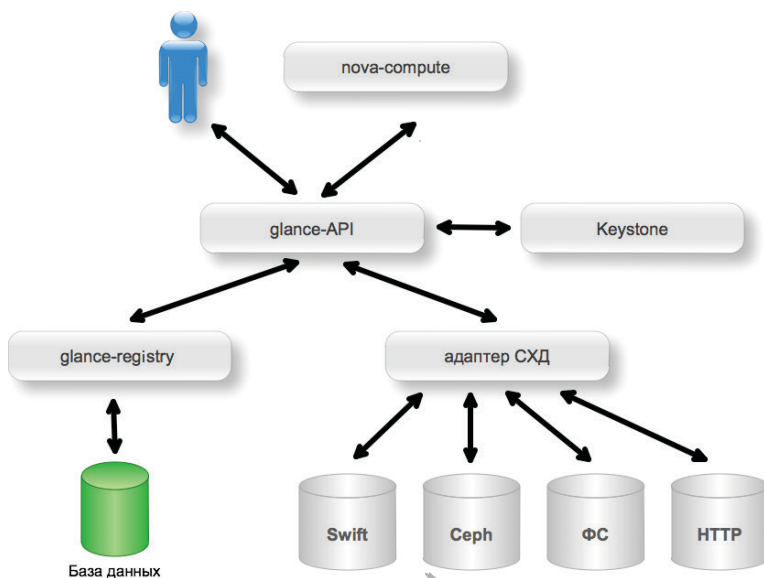 nova-compute
glance-API
Keystone
glance-registry
адаптер СХД
Swift
Ceph
ФС
HTTP
База данных